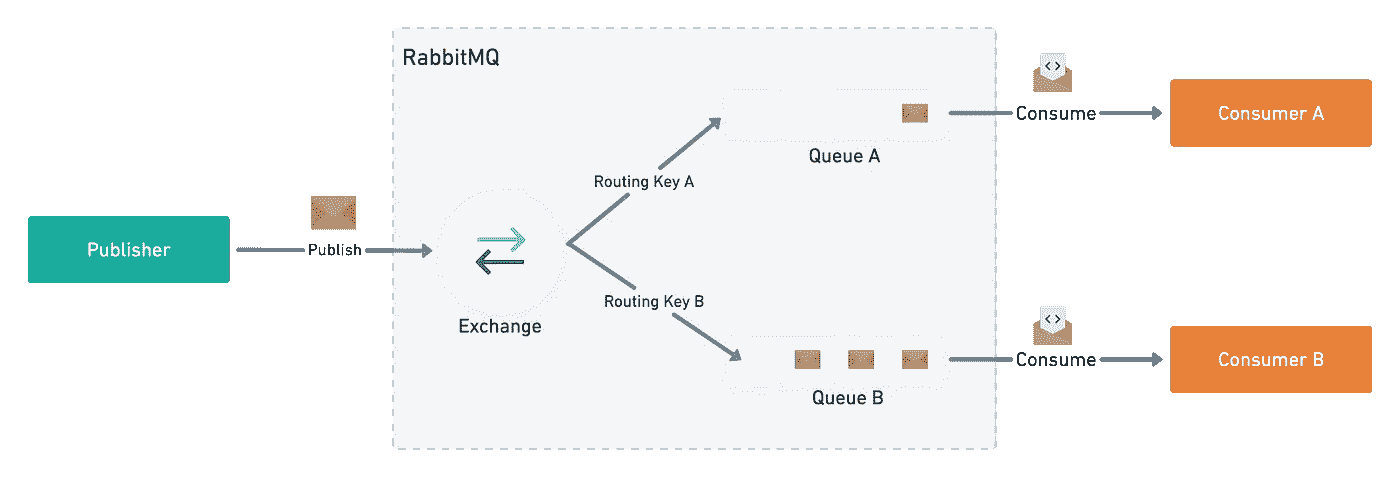 RabbitMQ
Consume
Consumer A
Queue A
Routing Key A
Publisher
Publish
Routing Key B
Exchange
Consume
Consumer B
Queue B